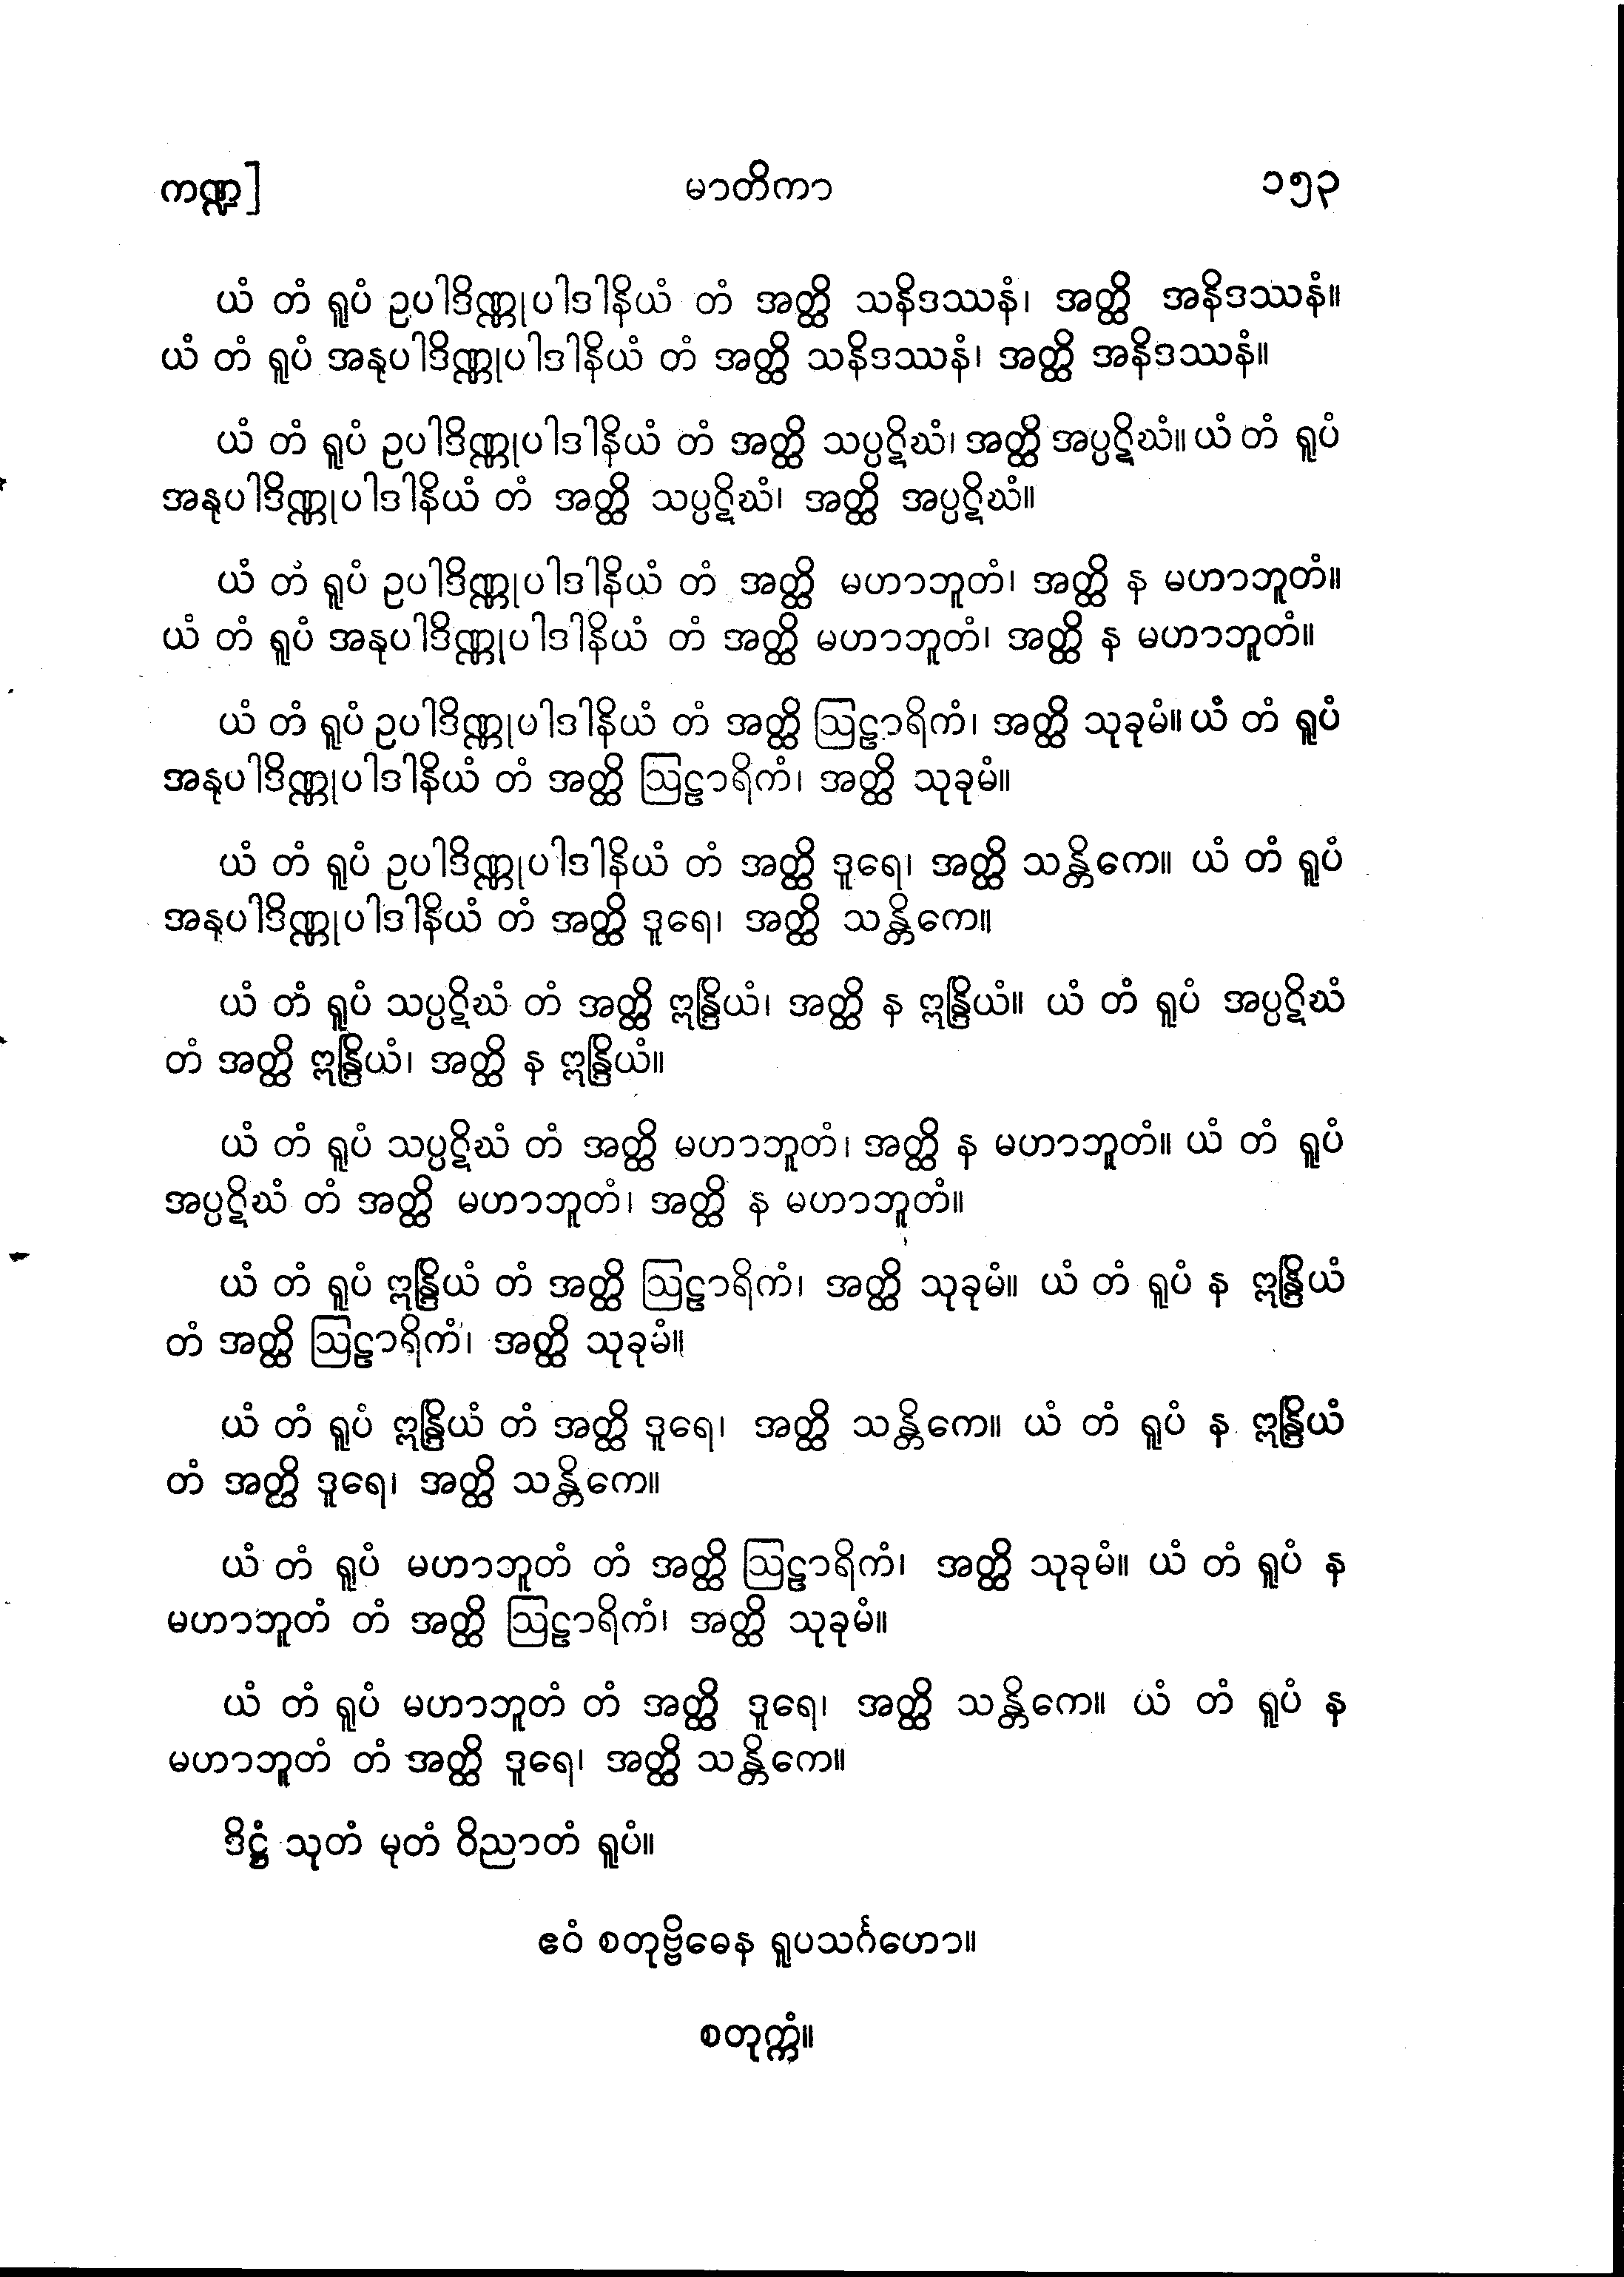 ကဏ္ဍ] မာတိကာ ၁၅၃
ယံ တံ ရူပံ ဥပါဒိဏ္ဏုပါဒါနိယံ တံ အတ္ထိ သနိဒဿနံ၊ အတ္ထိ အနိဒဿနံ။
ယံ တံ ရူပံ အနုပါဒိဏ္ဏုပါဒါနိယံ တံ အတ္ထိ သနိဒဿနံ၊ အတ္ထိ အနိဒဿနံ။
ယံ တံ ရူပံ ဥပါဒိဏ္ဏုပါဒါနိယံ တံ အတ္ထိ သပ္ပဋိဃံ၊ အတ္ထိ အပ္ပဋိဃံ။ ယံ တံ ရူပံ
အနုပါဒိဏ္ဏုပါဒါနိယံ တံ အတ္ထိ သပ္ပဋိဃံ၊ အတ္ထိ အပ္ပဋိဃံ။
ယံ တံ ရူပံ ဥပါဒိဏ္ဏုပါဒါနိယံ တံ အတ္ထိ မဟာဘူတံ၊ အတ္ထိ န မဟာဘူတံ။
ယံ တံ ရူပံ အနုပါဒိဏ္ဏုပါဒါနိယံ တံ အတ္ထိ မဟာဘူတံ၊ အတ္ထိ န မဟာဘူတံ။
ယံ တံ ရူပံ ဥပါဒိဏ္ဏုပါဒါနိယံ တံ အတ္ထိ ဩဠာရိကံ၊ အတ္ထိ သုခုမံ။ ယံ တံ ရူပံ
အနုပါဒိဏ္ဏုပါဒါနိယံ တံ အတ္ထိ ဩဠာရိကံ၊ အတ္ထိ သုခုမံ။
ယံ တံ ရူပံ ဥပါဒိဏ္ဏုပါဒါနိယံ တံ အတ္ထိ ဒူရေ၊ အတ္ထိ သန္တိကေ။ ယံ တံ ရူပံ
အနုပါဒိဏ္ဏုပါဒါနိယံ တံ အတ္ထိ ဒူရေ၊ အတ္ထိ သန္တိကေ။
ယံ တံ ရူပံ သပ္ပဋိဃံ တံ အတ္ထိ ဣန္ဒြိယံ၊ အတ္ထိ န ဣန္ဒြိယံ။ ယံ တံ ရူပံ အပ္ပဋိဃံ
တံ အတ္ထိ ဣန္ဒြိယံ၊ အတ္ထိ န ဣန္ဒြိယံ။
ယံ တံ ရူပံ သပ္ပဋိဃံ တံ အတ္ထိ မဟာဘူတံ၊ အတ္ထိ န မဟာဘူတံ။ ယံ တံ ရူပံ
အပ္ပဋိဃံ တံ အတ္ထိ မဟာဘူတံ၊ အတ္ထိ န မဟာဘူတံ။
ယံ တံ ရူပံ ဣန္ဒြိယံ တံ အတ္ထိ ဩဠာရိကံ၊ အတ္ထိ သုခုမံ။ ယံ တံ ရူပံ န ဣန္ဒြိယံ
တံ အတ္ထိ ဩဠာရိကံ၊ အတ္ထိ သုခုမံ။
ယံ တံ ရူပံ ဣန္ဒြိယံ တံ အတ္ထိ ဒူရေ၊ အတ္ထိ သန္တိကေ။ ယံ တံ ရူပံ န ဣန္ဒြိယံ
တံ အတ္ထိ ဒူရေ၊ အတ္ထိ သန္တိကေ။
ယံ တံ ရူပံ မဟာဘူတံ တံ အတ္ထိ ဩဠာရိကံ၊ အတ္ထိ သုခုမံ။ ယံ တံ ရူပံ န
မဟာဘူတံ တံ အတ္ထိ ဩဠာရိကံ၊ အတ္ထိ သုခုမံ။
ယံ တံ ရူပံ မဟာဘူတံ တံ အတ္ထိ ဒူရေ၊ အတ္ထိ သန္တိကေ။ ယံ တံ ရူပံ န
မဟာဘူတံ တံ အတ္ထိ ဒူရေ၊ အတ္ထိ သန္တိကေ။
ဒိဋ္ဌံ သုတံ မုတံ ဝိညာတံ ရူပံ။
ဧဝံ စတုဗ္ဗိဓေန ရူပသင်္ဂဟော။
စတုက္ကံ။